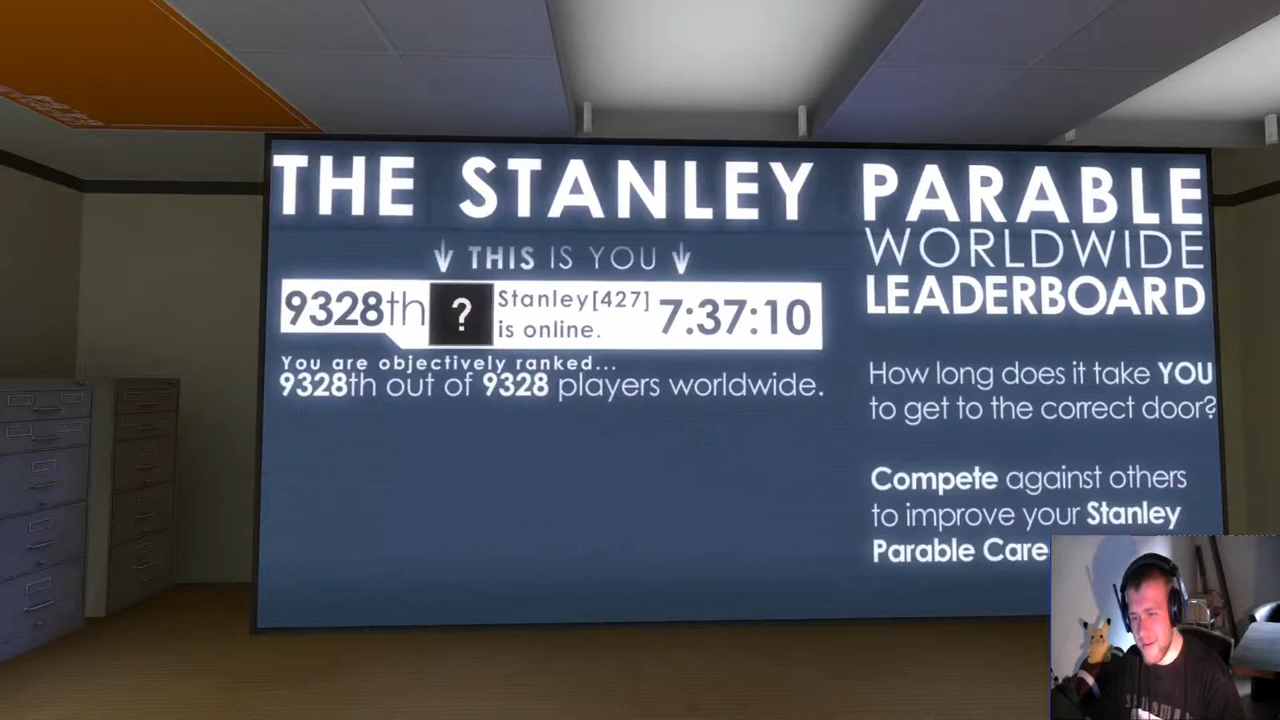 THE STANLEY PARABLE
WORLDWIDE
LEADERBOARD
THIS IS YOU
9328th
?
Stanley[427]
is online.
7:37:10
You are objectively ranked...
9328th out of 9328 players worldwide.
How long does it take YOU
to get to the correct door?
Compete against others
to improve your Stanley
Parable Care